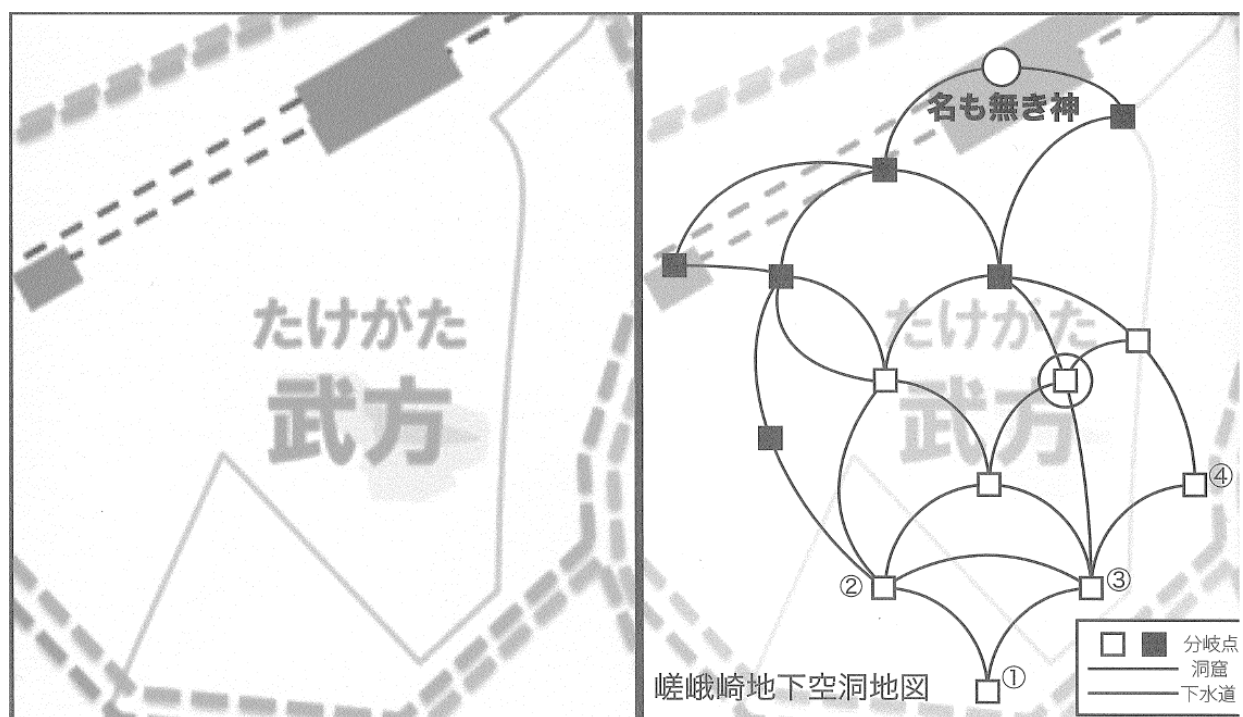 たけがた
武方
名も無き神
たけがた
武方
④
②
③
①
嵯峨崎地下空洞地図
分岐点
洞窟
下水道